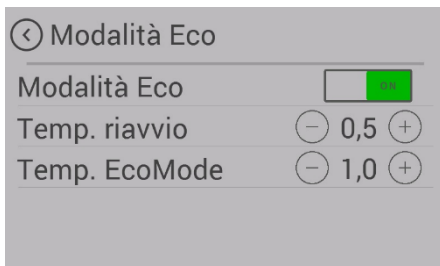 Modalità Eco
Modalità Eco ON
Temp. riavvio - 0,5 +
Temp. EcoMode - 1,0 +